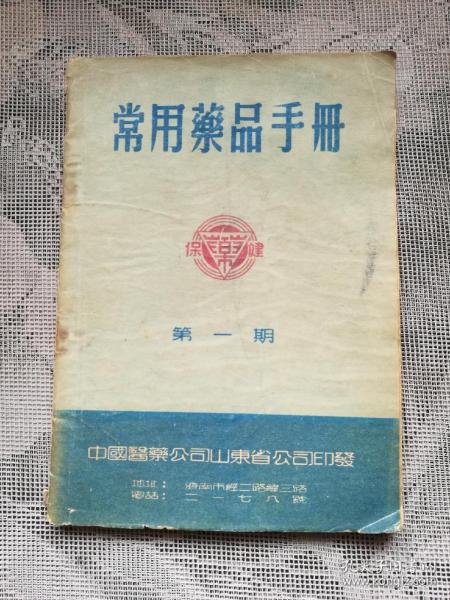 常用藥品手冊
保藥健
第一期
中國醫藥公司山東省公司印發
地址：濟南市經二路緯三路
電話：二一七八號